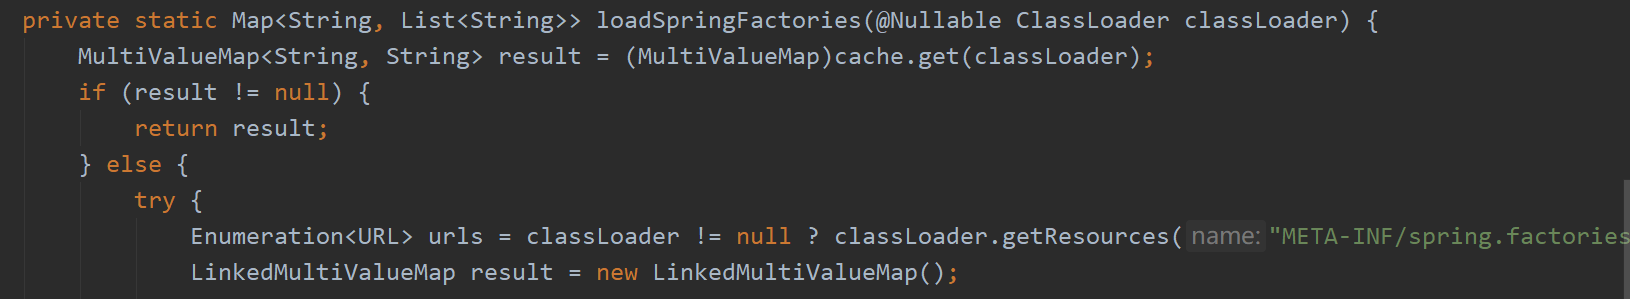 private static Map<String, List<String>> loadSpringFactories(@Nullable ClassLoader classLoader) {
MultiValueMap<String, String> result = (MultiValueMap)cache.get(classLoader);
if (result != null) {
return result;
} else {
try {
Enumeration<URL> urls = classLoader != null ? classLoader.getResources( name: "META-INF/spring.factories
LinkedMultiValueMap result = new LinkedMultiValueMap();